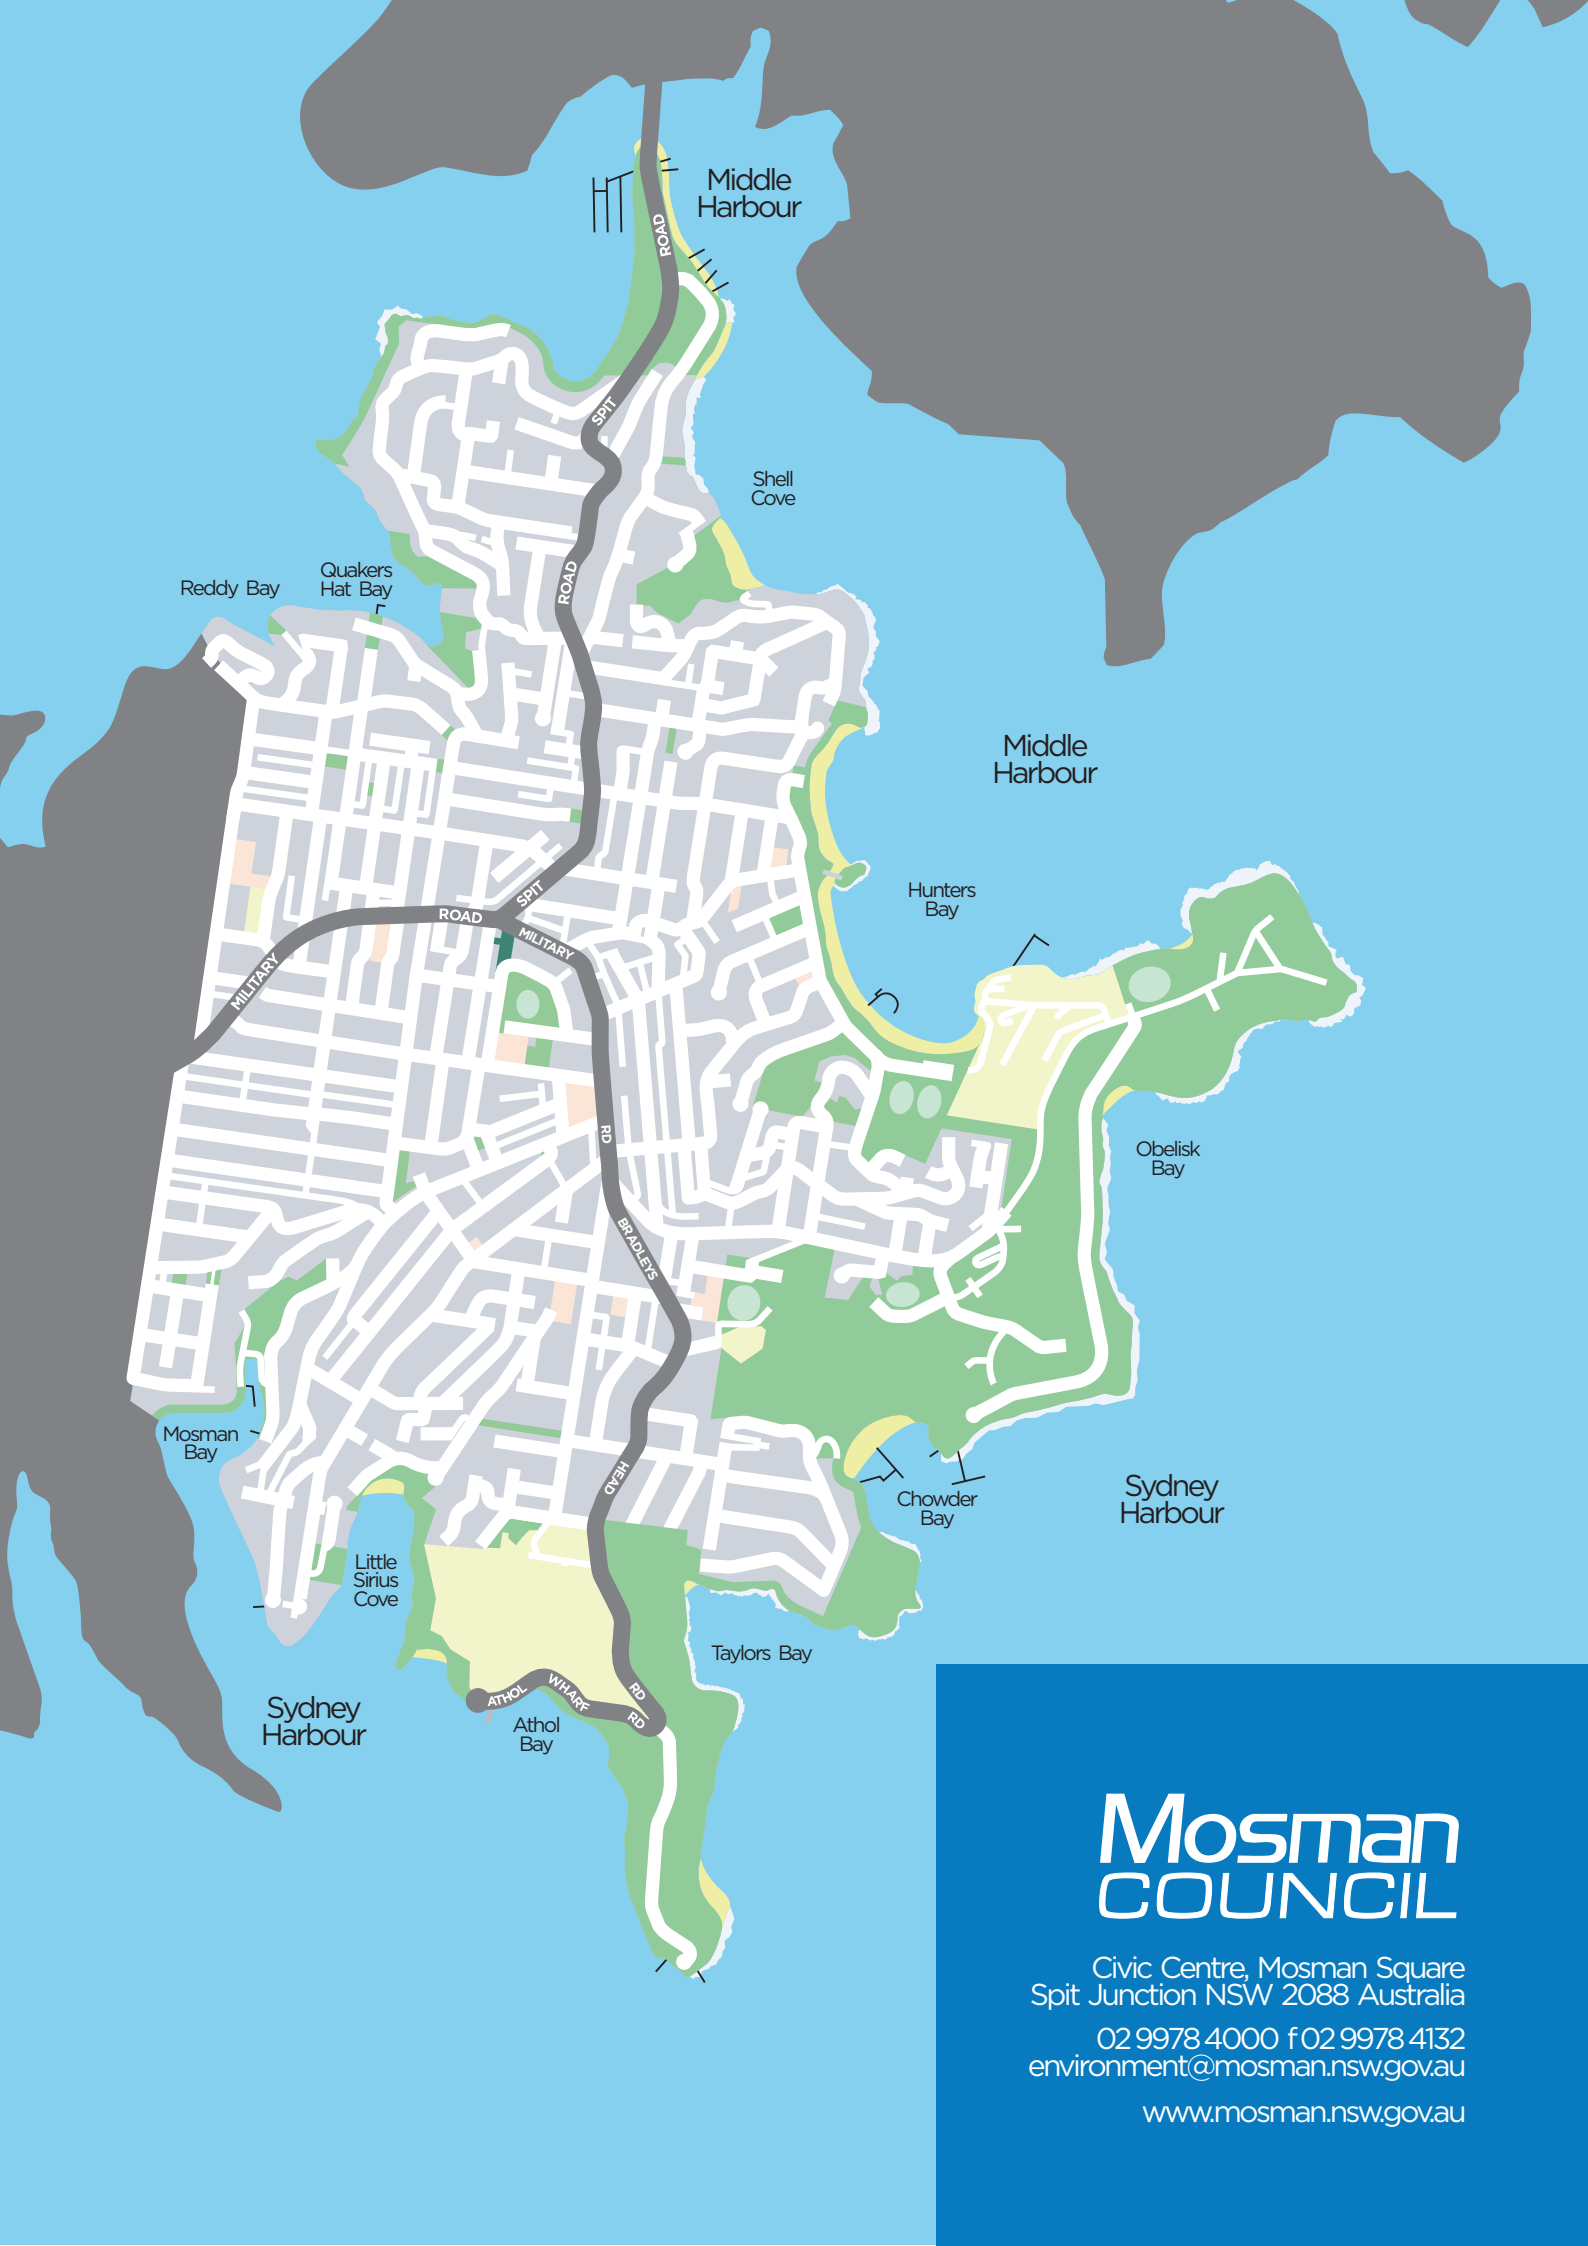 Middle
Harbour
ROAD
SPIT
Shell
Cove
ROAD
Quakers
Hat Bay
Reddy Bay
Middle
Harbour
Hunters
Bay
SPIT
ROAD
MILITARY
MILITARY
RD
Obelisk
Bay
BRADLEYS
Mosman
Bay
HEAD
Chowder
Bay
Sydney
Harbour
Little
Sirius
Cove
Taylors Bay
RD
ATHOL
WHARF
RD
Sydney
Harbour
Athol
Bay
Mosman
COUNCIL
Civic Centre, Mosman Square
Spit Junction NSW 2088 Australia
02 9978 4000 f 02 9978 4132
environment@mosman.nsw.gov.au
www.mosman.nsw.gov.au